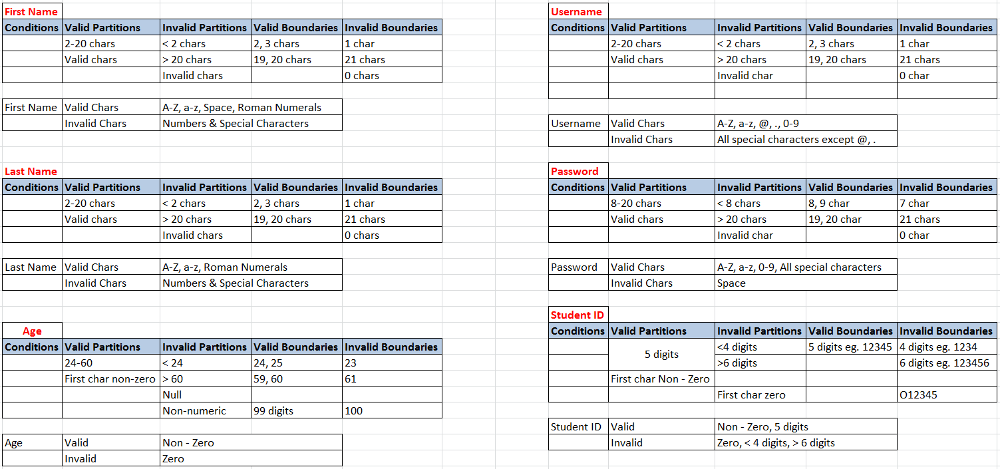 First Name
Conditions Valid Partitions Invalid Partitions Valid Boundaries Invalid Boundaries
2-20 chars < 2 chars 2, 3 chars 1 char
Valid chars > 20 chars 19, 20 chars 21 chars
Invalid chars 0 chars
First Name Valid Chars A-Z, a-z, Space, Roman Numerals
Invalid Chars Numbers & Special Characters
Last Name
Conditions Valid Partitions Invalid Partitions Valid Boundaries Invalid Boundaries
2-20 chars < 2 chars 2, 3 chars 1 char
Valid chars > 20 chars 19, 20 chars 21 chars
Invalid chars 0 chars
Last Name Valid Chars A-Z, a-z, Roman Numerals
Invalid Chars Numbers & Special Characters
Age
Conditions Valid Partitions Invalid Partitions Valid Boundaries Invalid Boundaries
24-60 < 24 24, 25 23
First char non-zero > 60 59, 60 61
Null
Non-numeric 99 digits 100
Age Valid Non - Zero
Invalid Zero
Username
Conditions Valid Partitions Invalid Partitions Valid Boundaries Invalid Boundaries
2-20 chars < 2 chars 2, 3 chars 1 char
Valid chars > 20 chars 19, 20 chars 21 chars
Invalid char 0 char
Username Valid Chars A-Z, a-z, @, ., 0-9
Invalid Chars All special characters except @, .
Password
Conditions Valid Partitions Invalid Partitions Valid Boundaries Invalid Boundaries
8-20 chars < 8 chars 8, 9 char 7 char
Valid chars > 20 chars 19, 20 char 21 chars
Invalid char 0 char
Password Valid Chars A-Z, a-z, 0-9, All special characters
Invalid Chars Space
Student ID
Conditions Valid Partitions Invalid Partitions Valid Boundaries Invalid Boundaries
5 digits <4 digits 5 digits eg. 12345 4 digits eg. 1234
>6 digits 6 digits eg. 123456
First char Non - Zero
First char zero O12345
Student ID Valid Non - Zero, 5 digits
Invalid Zero, < 4 digits, > 6 digits